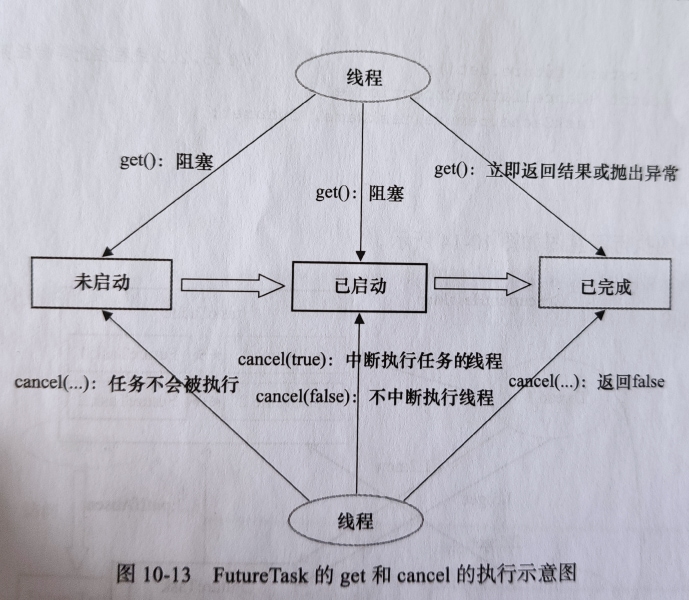 线程
get()：阻塞
get()：阻塞
get()：立即返回结果或抛出异常
未启动
已启动
已完成
cancel(true)：中断执行任务的线程
cancel(...)：任务不会被执行
cancel(false)：不中断执行线程
cancel(...)：返回false
线程
图 10-13 FutureTask 的 get 和 cancel 的执行示意图